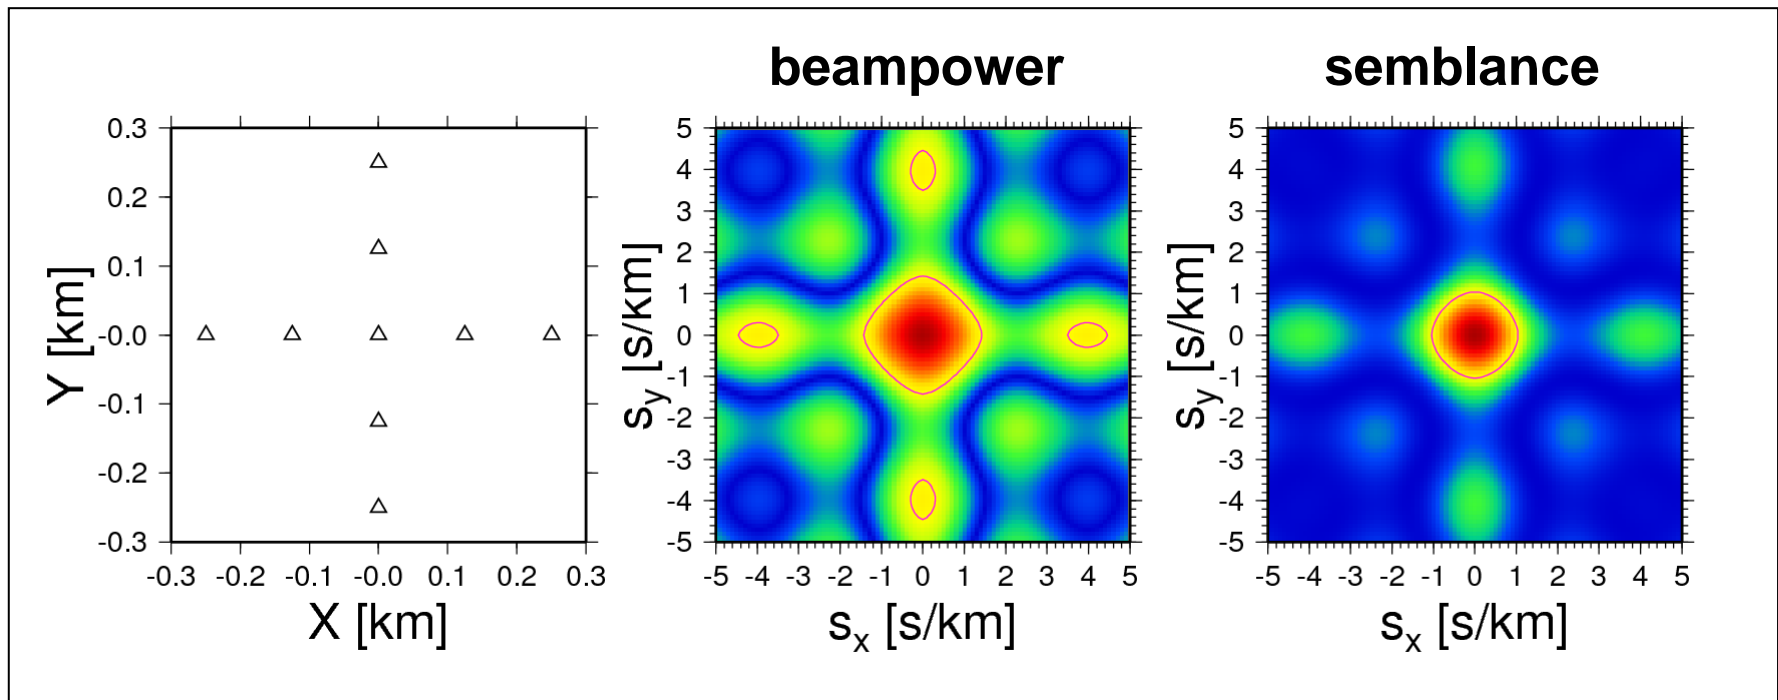 beampower
semblance
0.3
0.2
0.1
-0.0
-0.1
-0.2
-0.3
Y [km]
-0.3 -0.2 -0.1 -0.0 0.1 0.2 0.3
X [km]
5
4
3
2
1
0
-1
-2
-3
-4
-5
sy [s/km]
-5 -4 -3 -2 -1 0 1 2 3 4 5
sx [s/km]
5
4
3
2
1
0
-1
-2
-3
-4
-5
sy [s/km]
-5 -4 -3 -2 -1 0 1 2 3 4 5
sx [s/km]